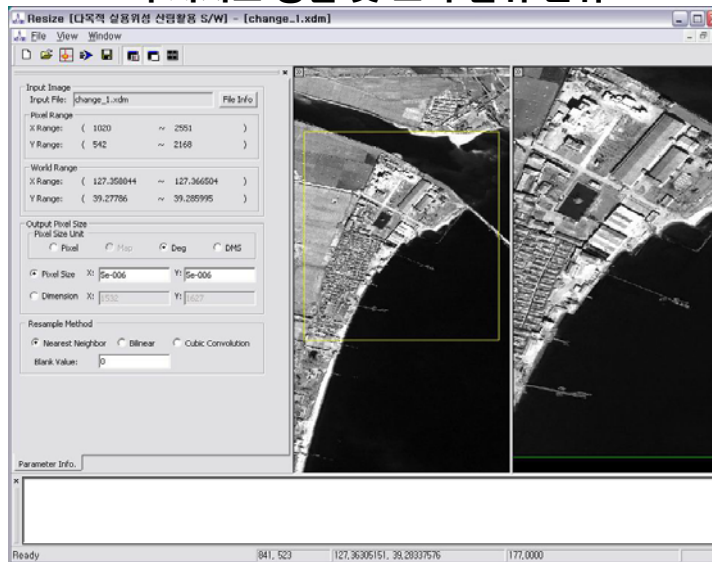 Resize [다목적 실용위성 산림활용 S/W] - [change_1.xdm]
File View Window
Input Image
Input File: change_1.xdm File Info
Pixel Range
X Range: ( 1020 ~ 2551 )
Y Range: ( 542 ~ 2168 )
World Range
X Range: ( 127.358844 ~ 127.366504 )
Y Range: ( 39.27786 ~ 39.285995 )
Output Pixel Size
Pixel Size Unit
Pixel Map Deg DMS
Pixel Size X: 5e-006 Y: 5e-006
Dimension X: 1532 Y: 1627
Resample Method
Nearest Neighbor Bilinear Cubic Convolution
Blank Value: 0
Parameter Info.
Ready 841, 523 127,36305151, 39,28337576 177,0000